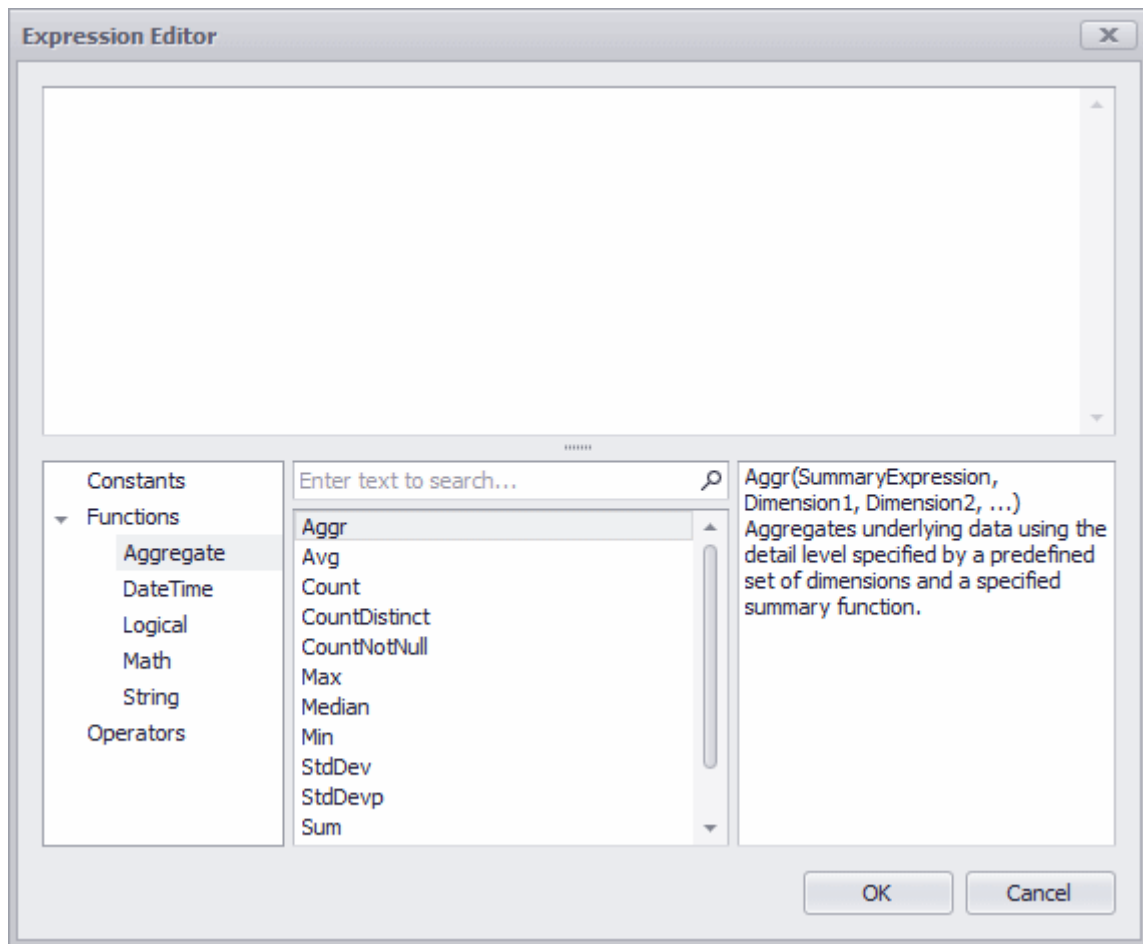 Expression Editor
Constants
Functions
Aggregate
DateTime
Logical
Math
String
Operators
Enter text to search...
Aggr
Avg
Count
CountDistinct
CountNotNull
Max
Median
Min
StdDev
StdDevp
Sum
Aggr(SummaryExpression,
Dimension1, Dimension2, ...)
Aggregates underlying data using the
detail level specified by a predefined
set of dimensions and a specified
summary function.
OK
Cancel